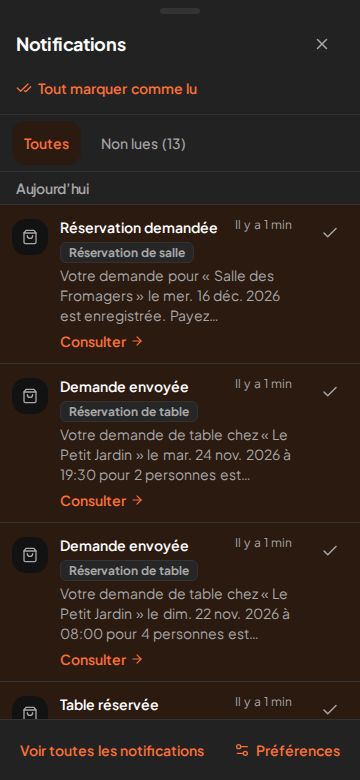 Notifications
Tout marquer comme lu
Toutes
Non lues (13)
Aujourd'hui
Réservation demandée
Il y a 1 min
Réservation de salle
Votre demande pour « Salle des
Fromagers » le mer. 16 déc. 2026
est enregistrée. Payez…
Consulter →
Demande envoyée
Il y a 1 min
Réservation de table
Votre demande de table chez « Le
Petit Jardin » le mar. 24 nov. 2026 à
19:30 pour 2 personnes est…
Consulter →
Demande envoyée
Il y a 1 min
Réservation de table
Votre demande de table chez « Le
Petit Jardin » le dim. 22 nov. 2026 à
08:00 pour 4 personnes est…
Consulter →
Table réservée
Il y a 1 min
Voir toutes les notifications
Préférences